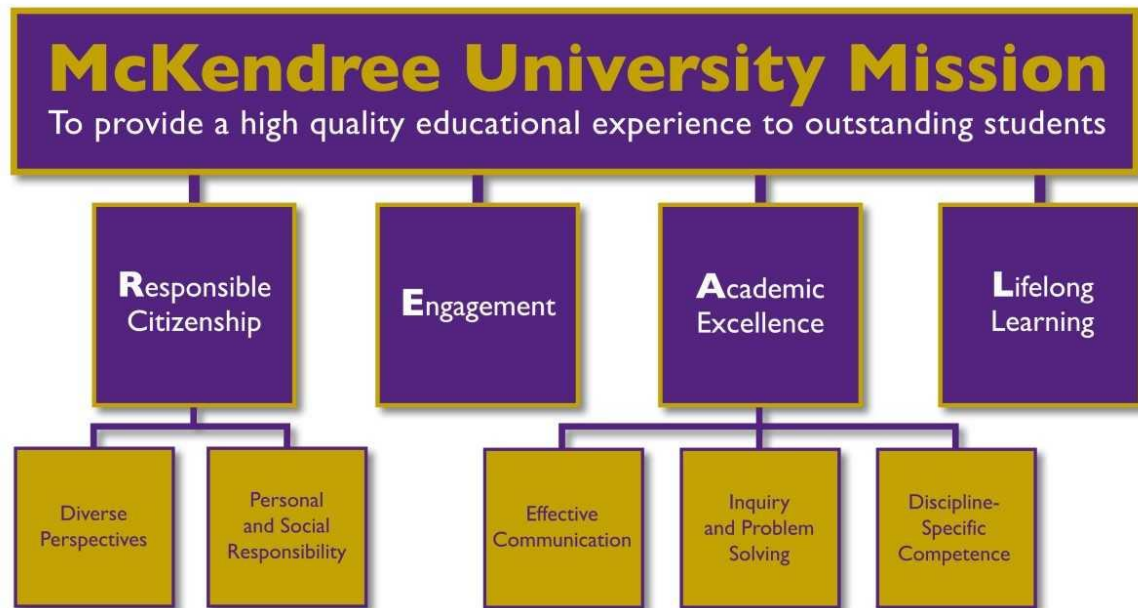 McKendree University Mission
To provide a high quality educational experience to outstanding students
Responsible
Citizenship
Engagement
Academic
Excellence
Lifelong
Learning
Diverse
Perspectives
Personal
and Social
Responsibility
Effective
Communication
Inquiry
and Problem
Solving
Discipline-
Specific
Competence